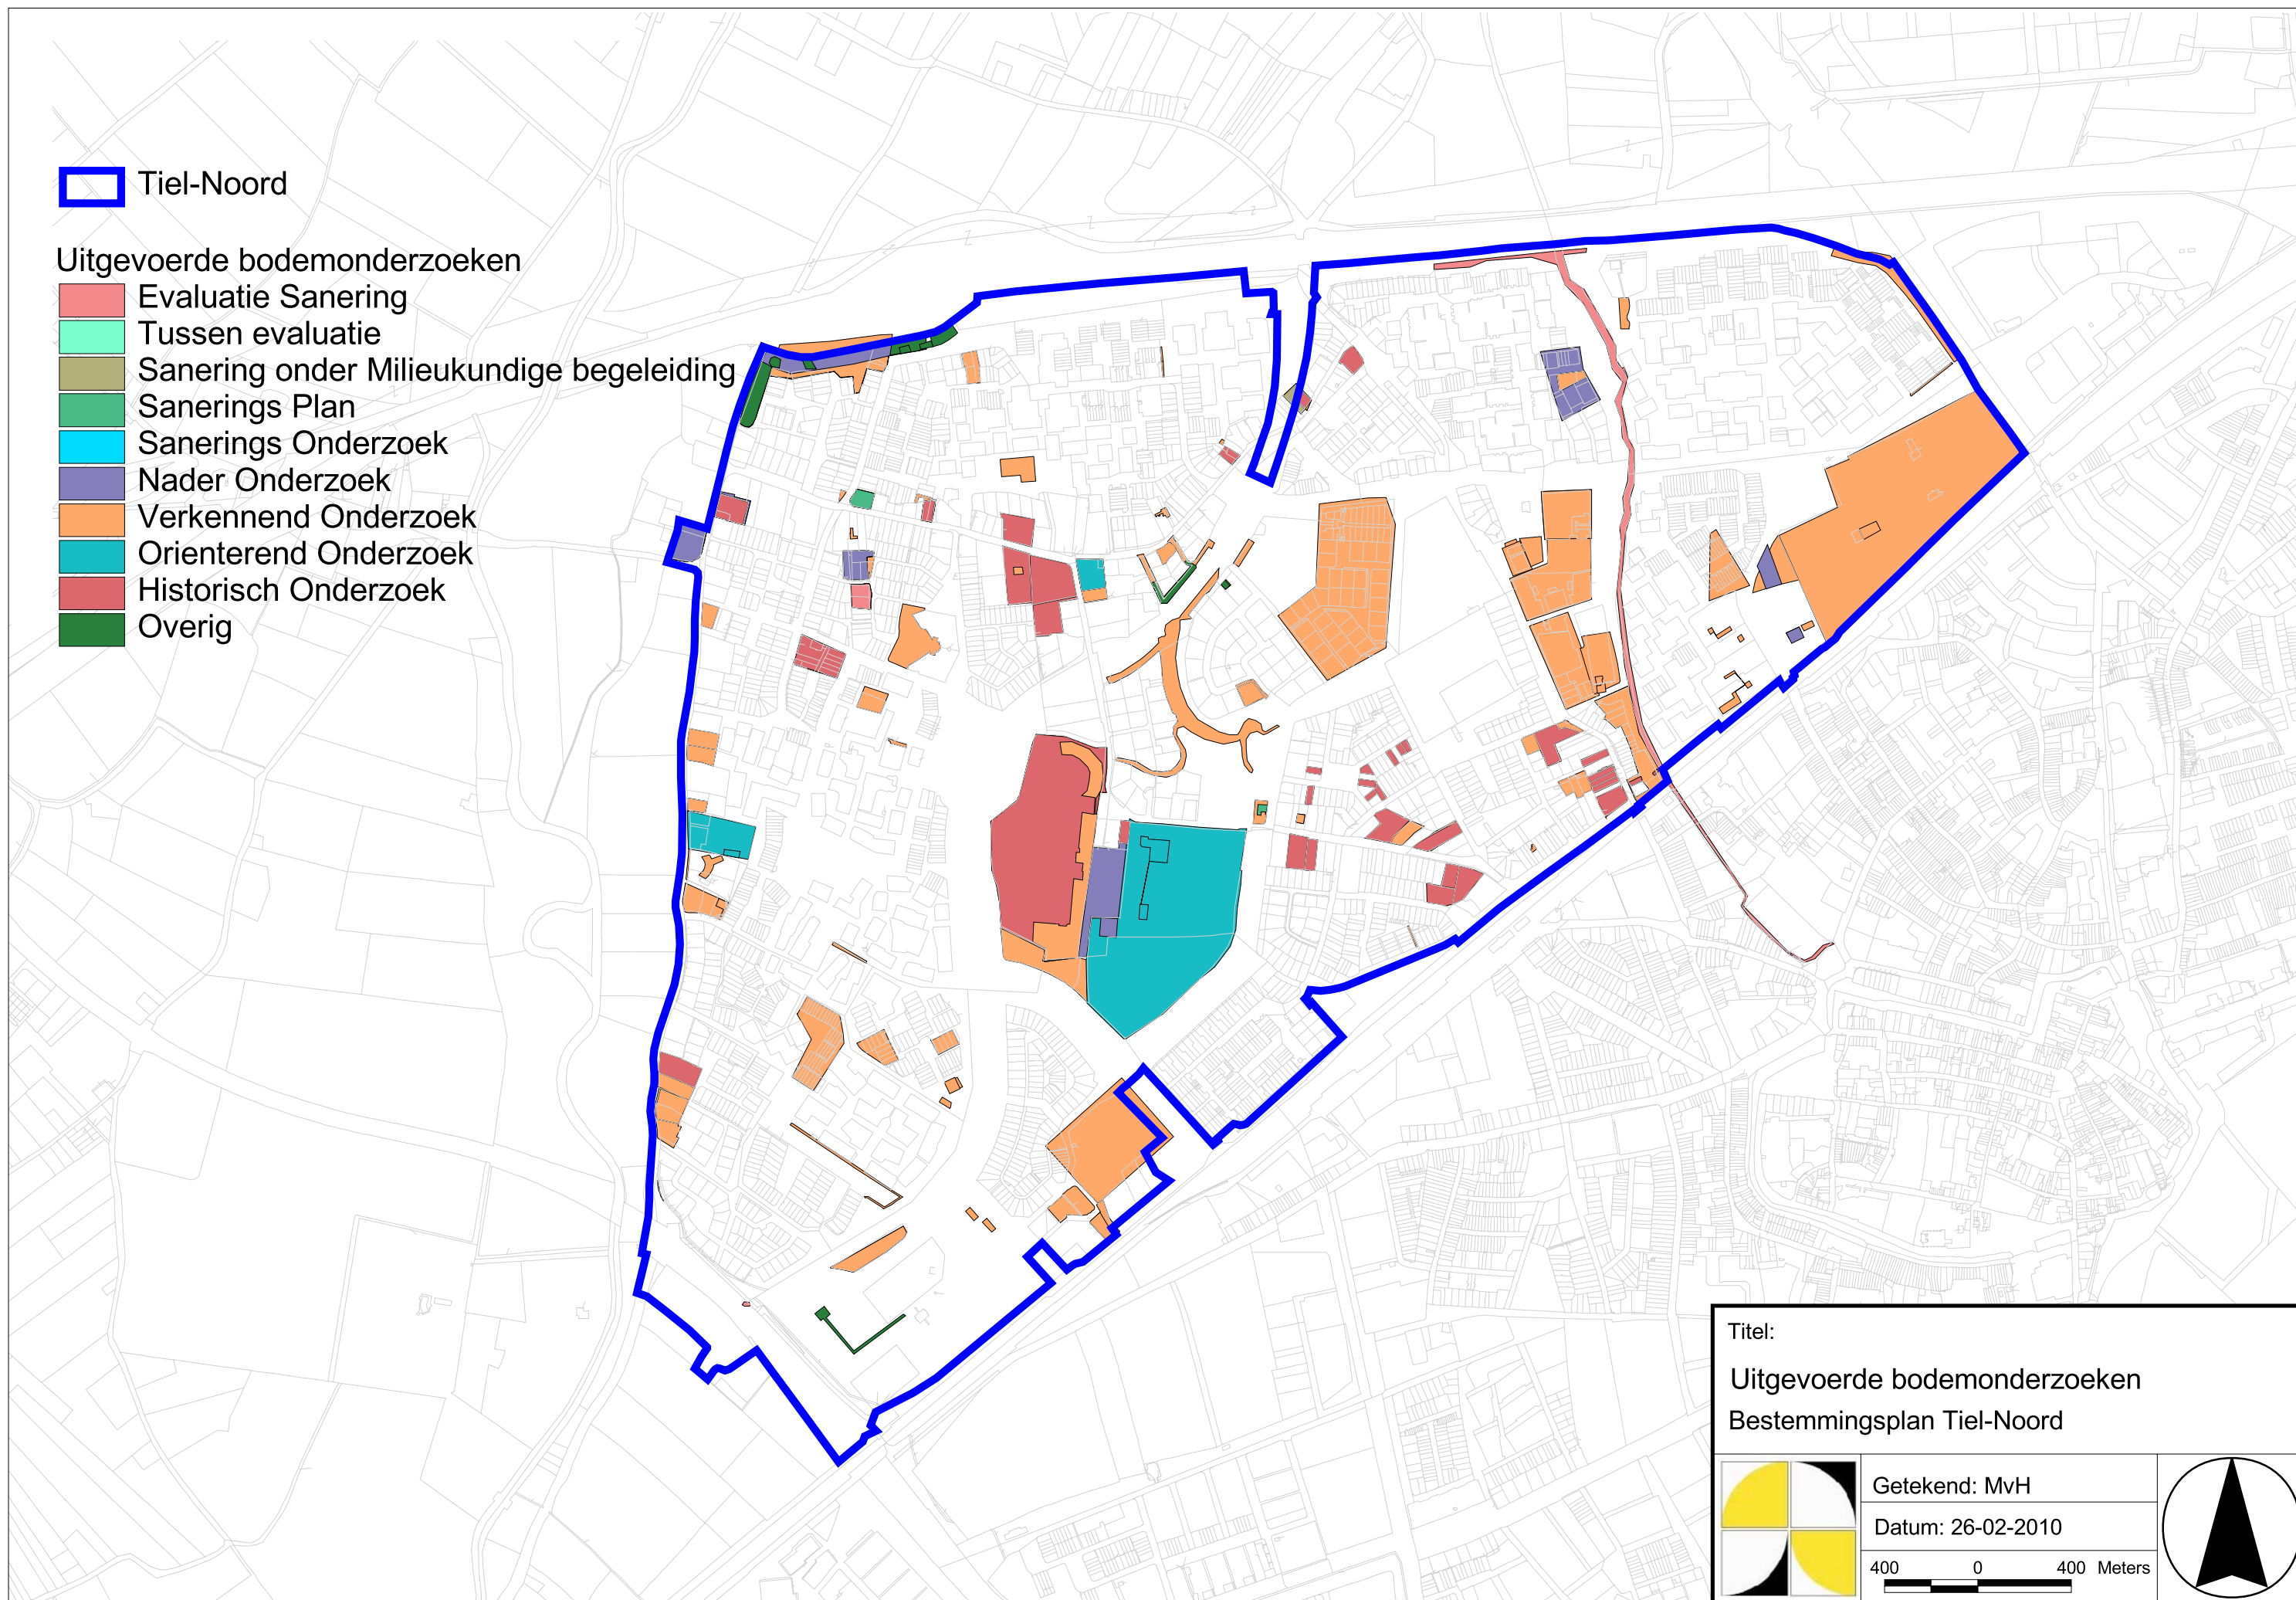 Tiel-Noord
Uitgevoerde bodemonderzoeken
Evaluatie Sanering
Tussen evaluatie
Sanering onder Milieukundige begeleiding
Sanerings Plan
Sanerings Onderzoek
Nader Onderzoek
Verkennend Onderzoek
Orienterend Onderzoek
Historisch Onderzoek
Overig
Titel:
Uitgevoerde bodemonderzoeken
Bestemmingsplan Tiel-Noord
Getekend: MvH
Datum: 26-02-2010
400 0 400 Meters